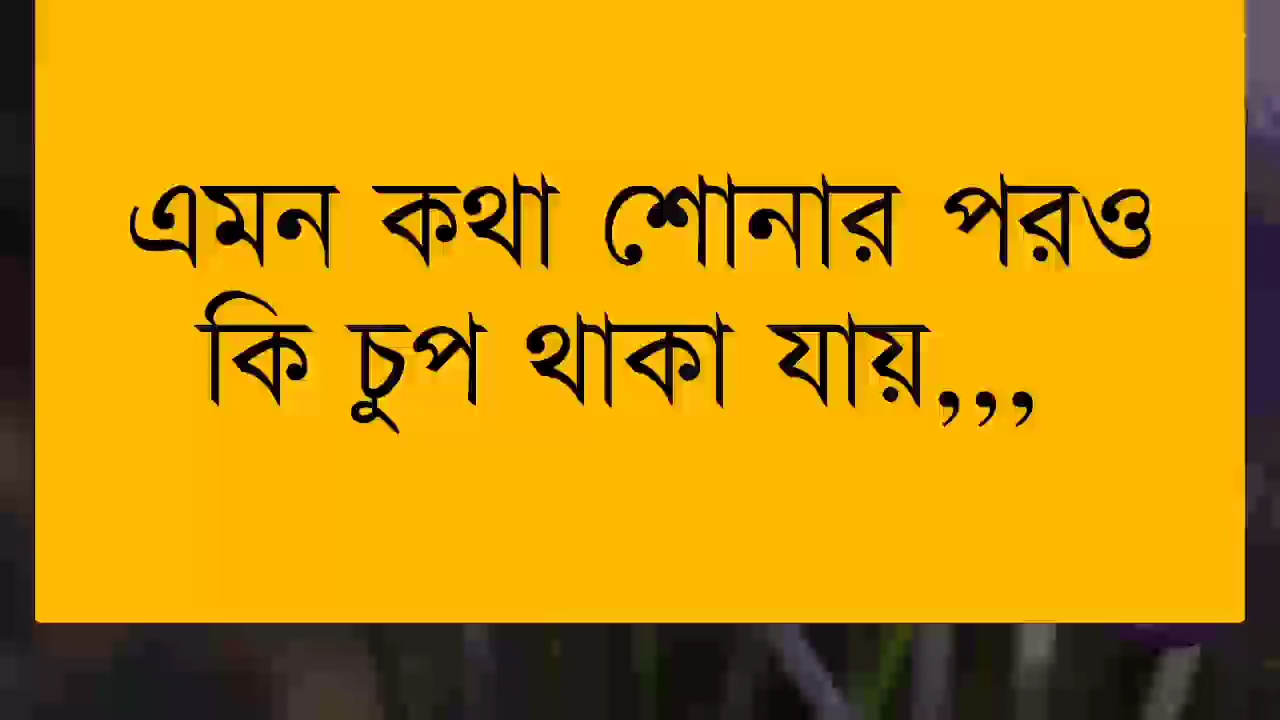 এমন কথা শোনার পরও
কি চুপ থাকা যায়,,,